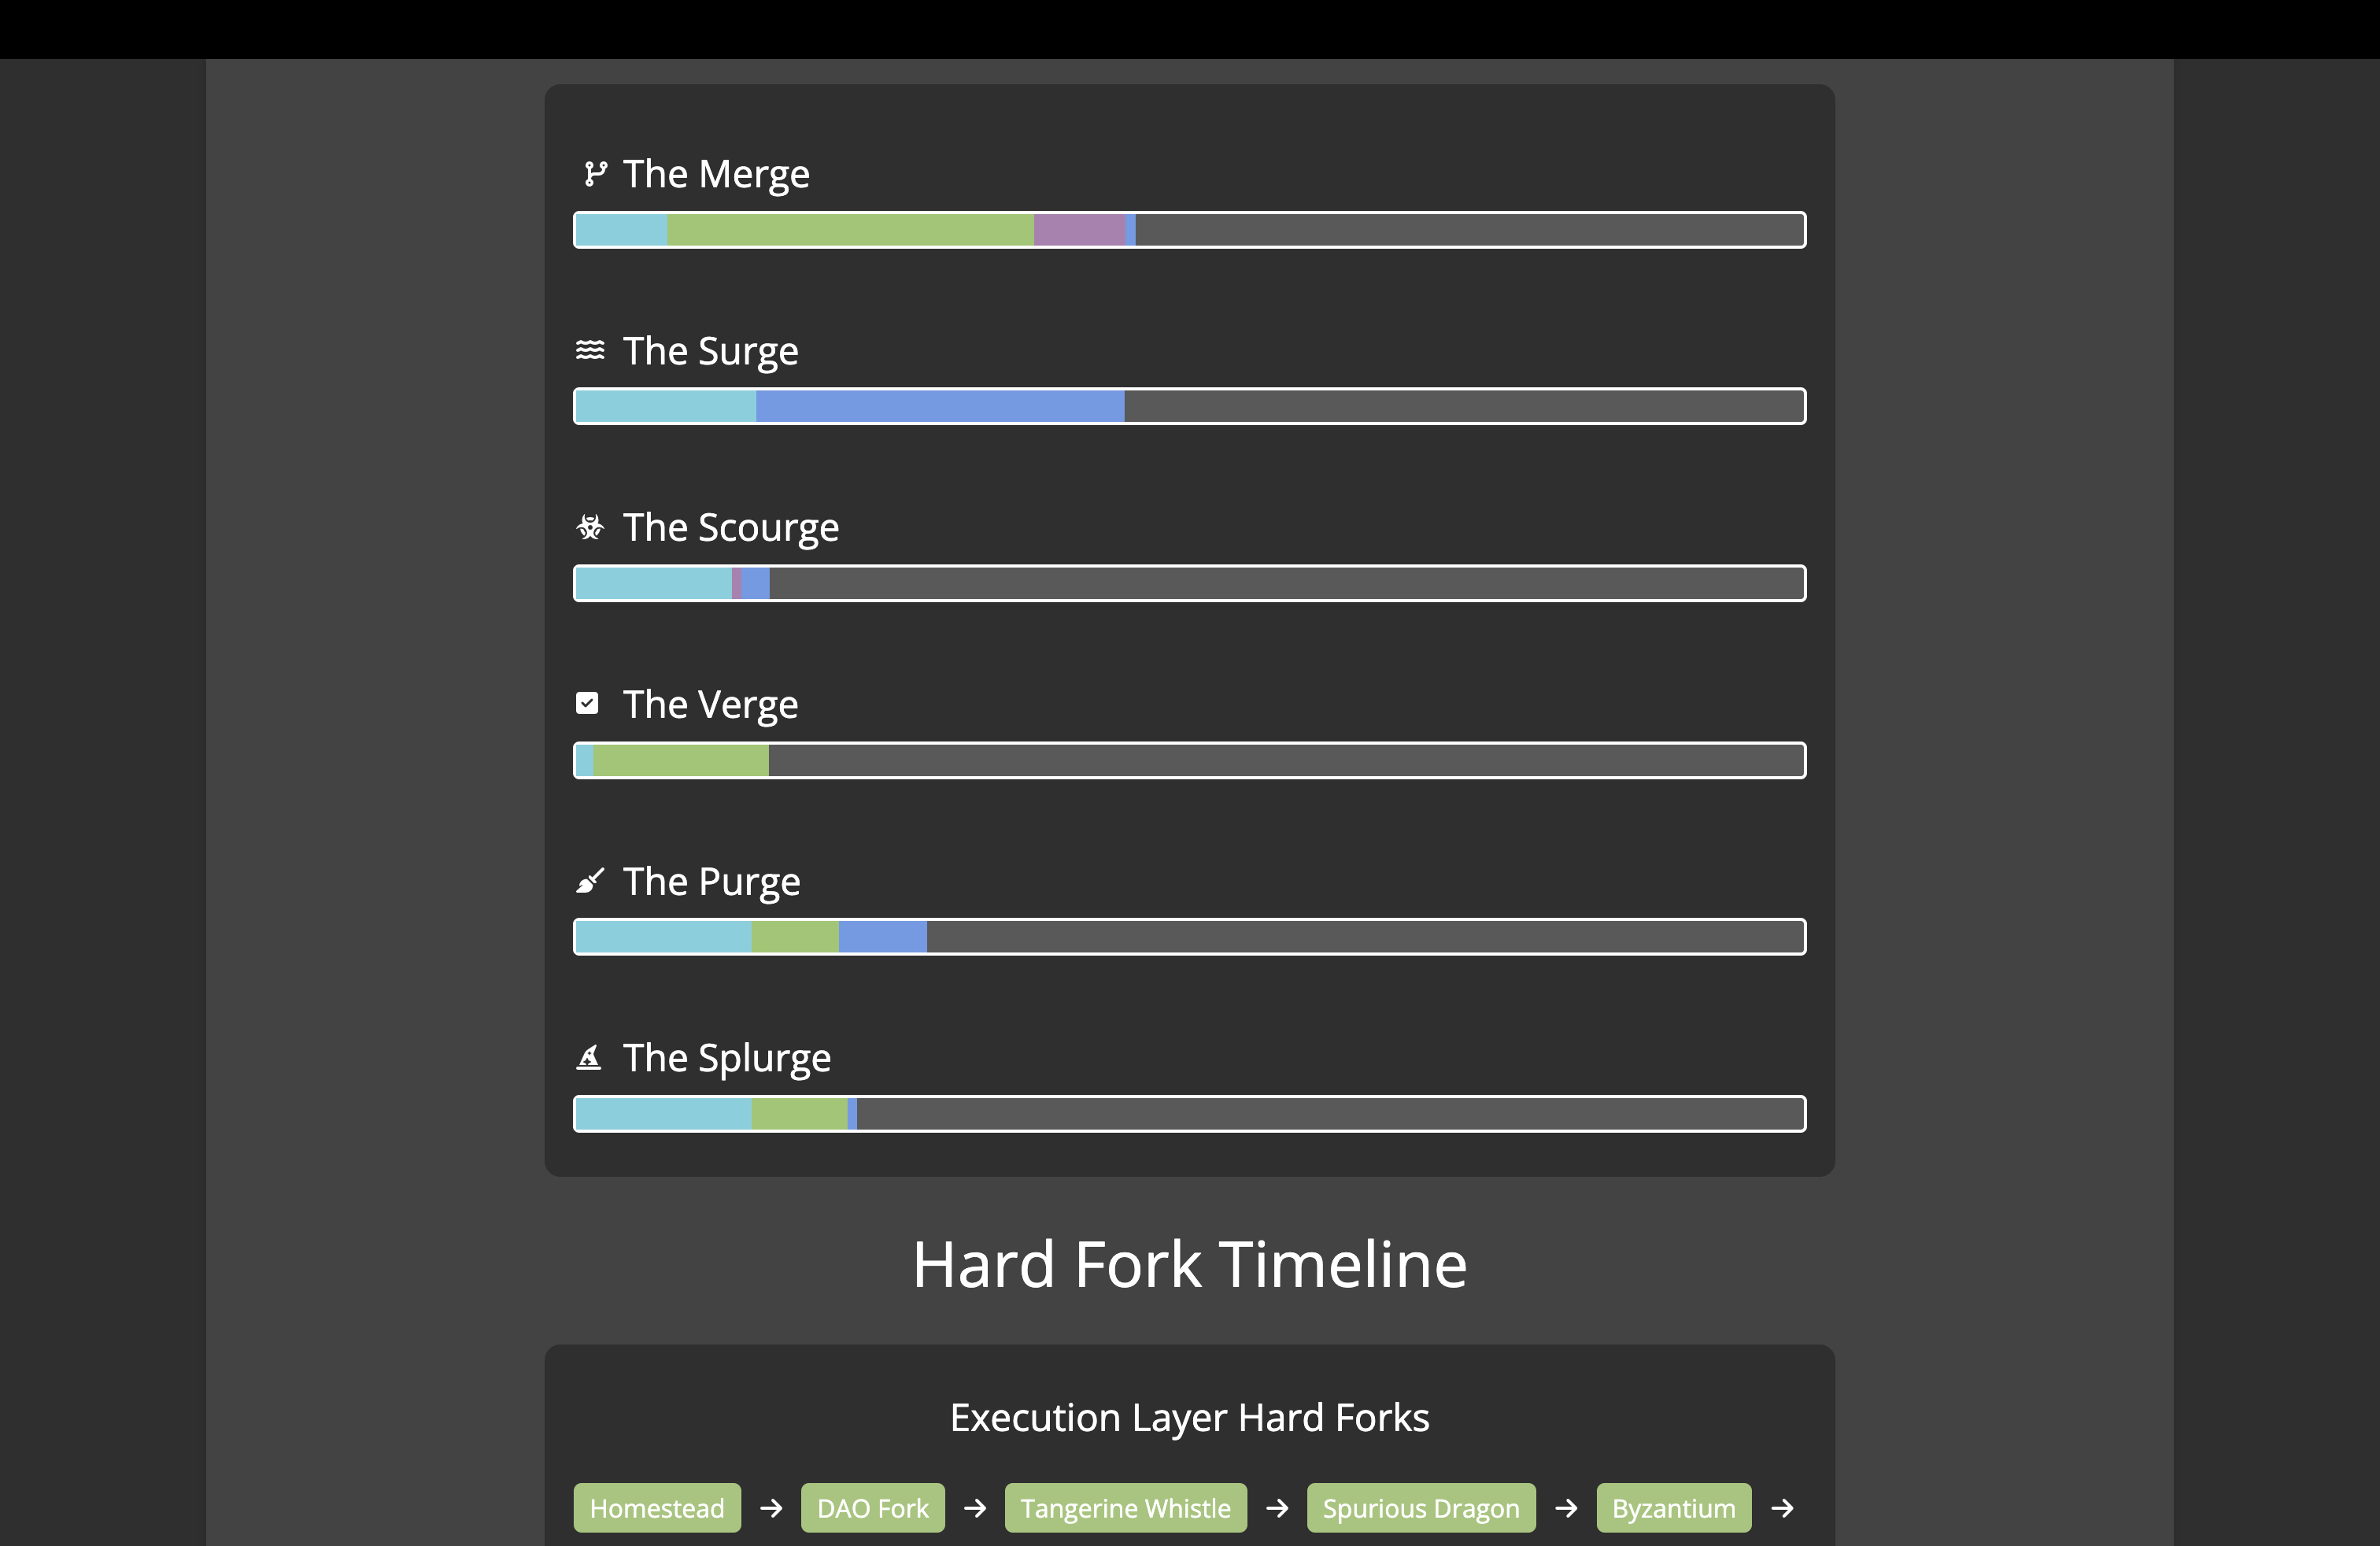 The Merge
The Surge
The Scourge
The Verge
The Purge
The Splurge
Hard Fork Timeline
Execution Layer Hard Forks
Homestead → DAO Fork → Tangerine Whistle → Spurious Dragon → Byzantium →